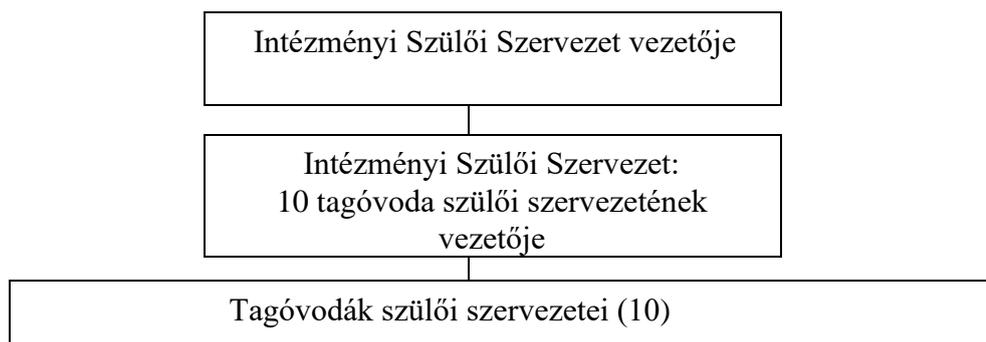 Intézményi Szülői Szervezet vezetője
Intézményi Szülői Szervezet:
10 tagóvoda szülői szervezetének
vezetője
Tagóvodák szülői szervezetei (10)